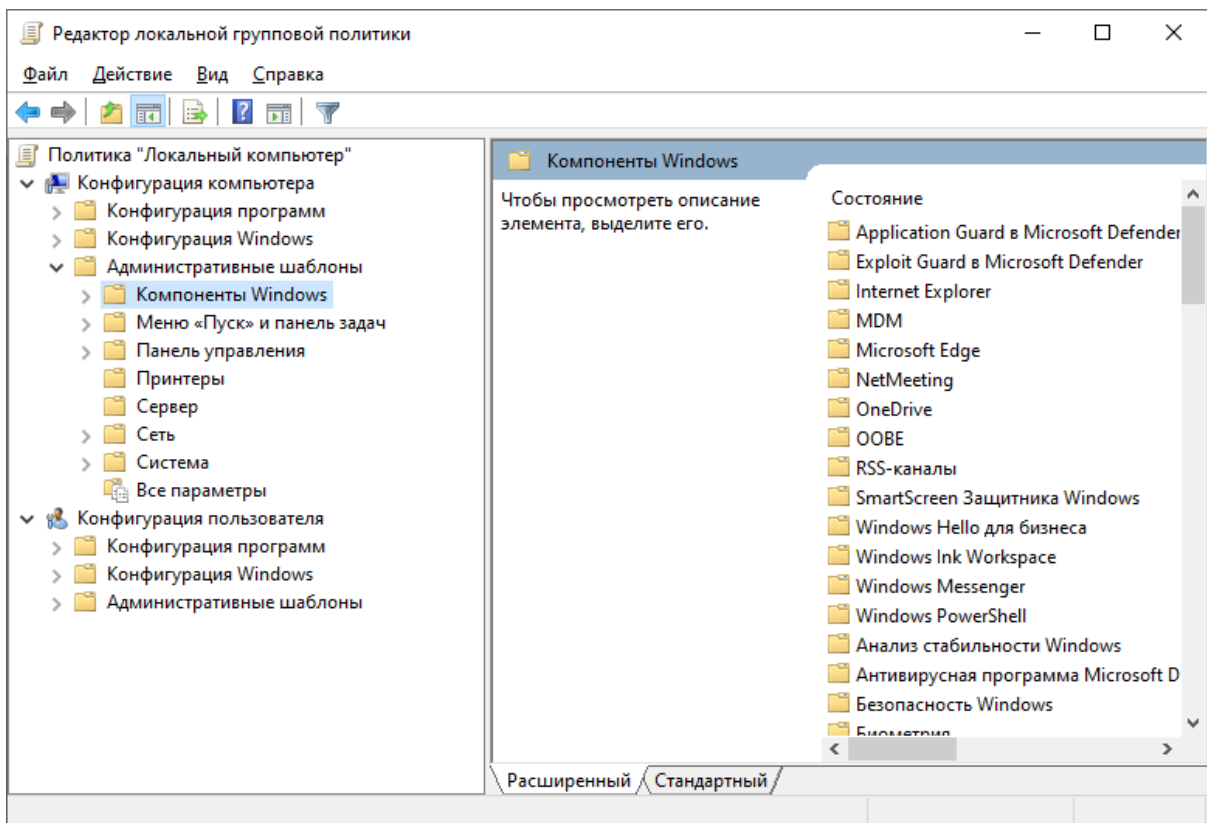 Редактор локальной групповой политики
Файл Действие Вид Справка
Политика "Локальный компьютер"
Конфигурация компьютера
Конфигурация программ
Конфигурация Windows
Административные шаблоны
Компоненты Windows
Меню «Пуск» и панель задач
Панель управления
Принтеры
Сервер
Сеть
Система
Все параметры
Конфигурация пользователя
Конфигурация программ
Конфигурация Windows
Административные шаблоны
Компоненты Windows
Чтобы просмотреть описание
элемента, выделите его.
Состояние
Application Guard в Microsoft Defender
Exploit Guard в Microsoft Defender
Internet Explorer
MDM
Microsoft Edge
NetMeeting
OneDrive
OOBE
RSS-каналы
SmartScreen Защитника Windows
Windows Hello для бизнеса
Windows Ink Workspace
Windows Messenger
Windows PowerShell
Анализ стабильности Windows
Антивирусная программа Microsoft D
Безопасность Windows
Биометрия
Расширенный Стандартный